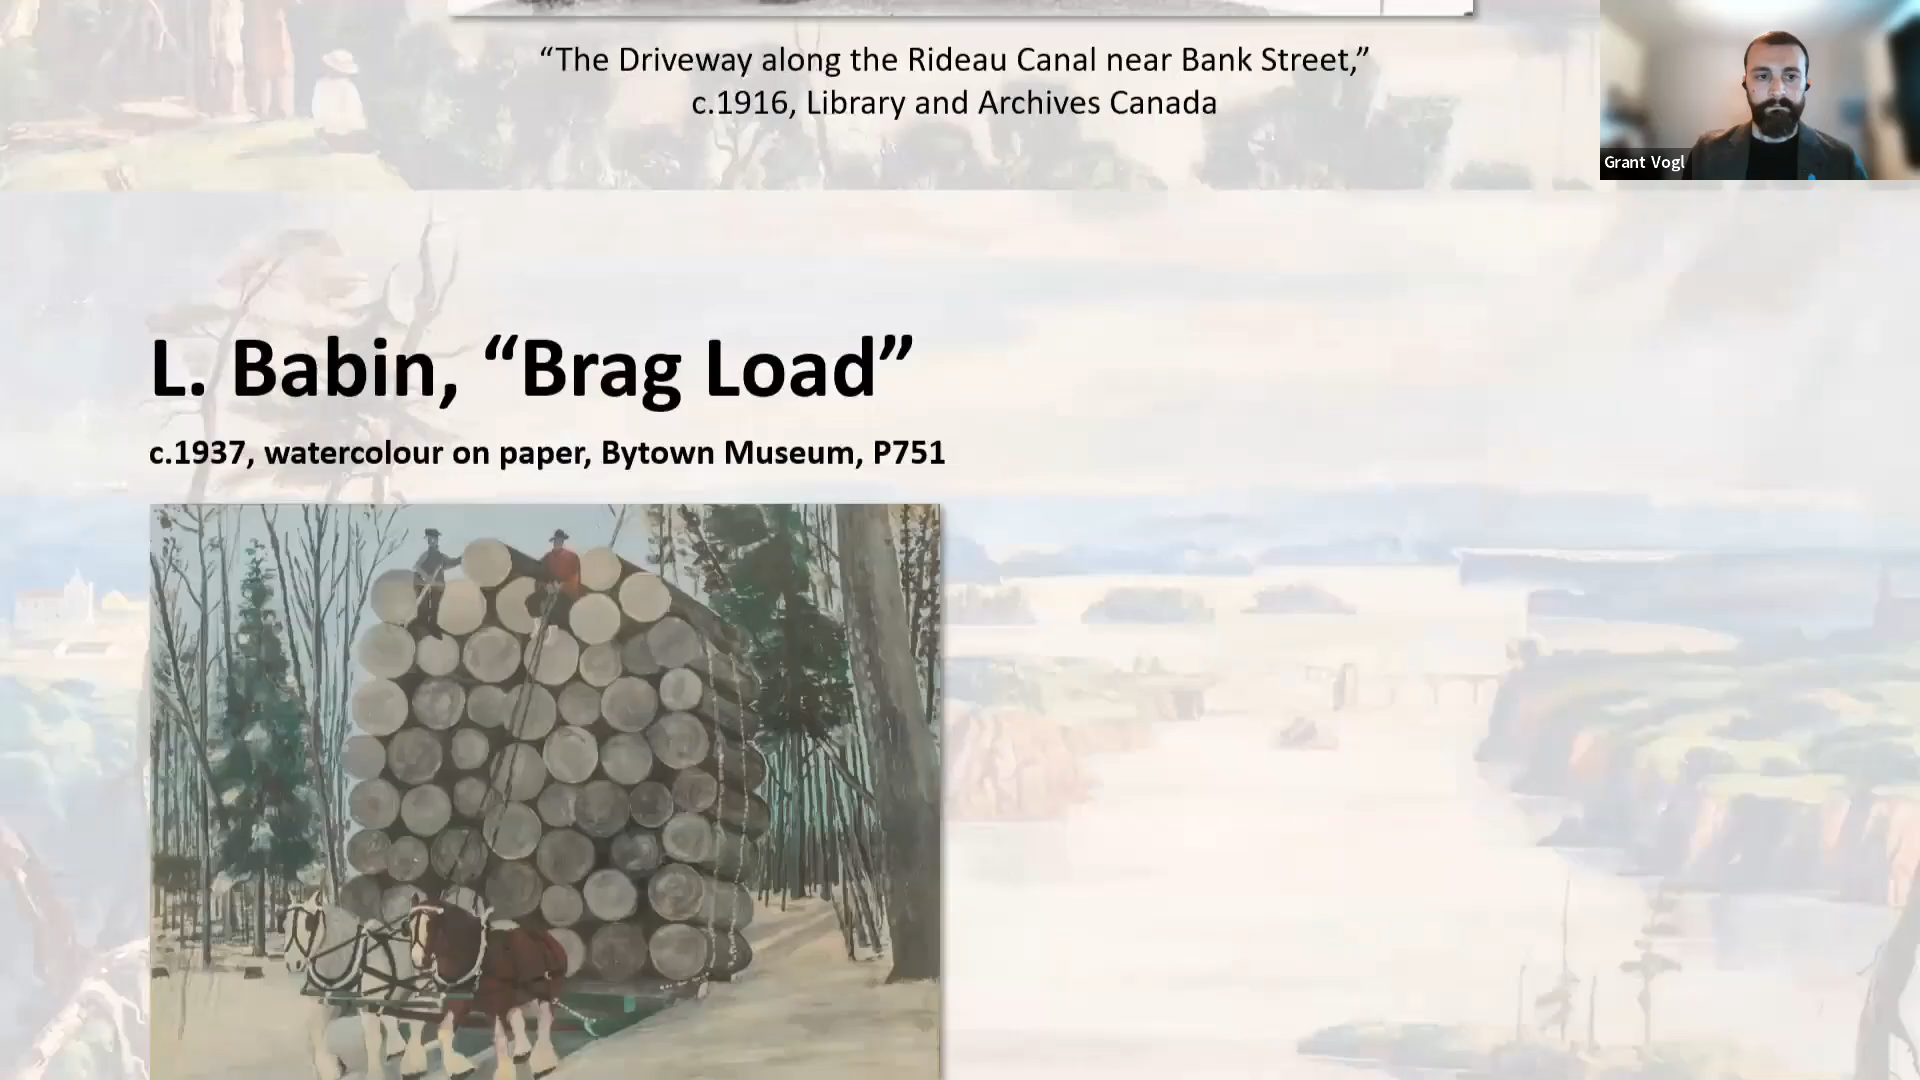 “The Driveway along the Rideau Canal near Bank Street,”
c.1916, Library and Archives Canada
Grant Vogl
L. Babin, “Brag Load”
c.1937, watercolour on paper, Bytown Museum, P751